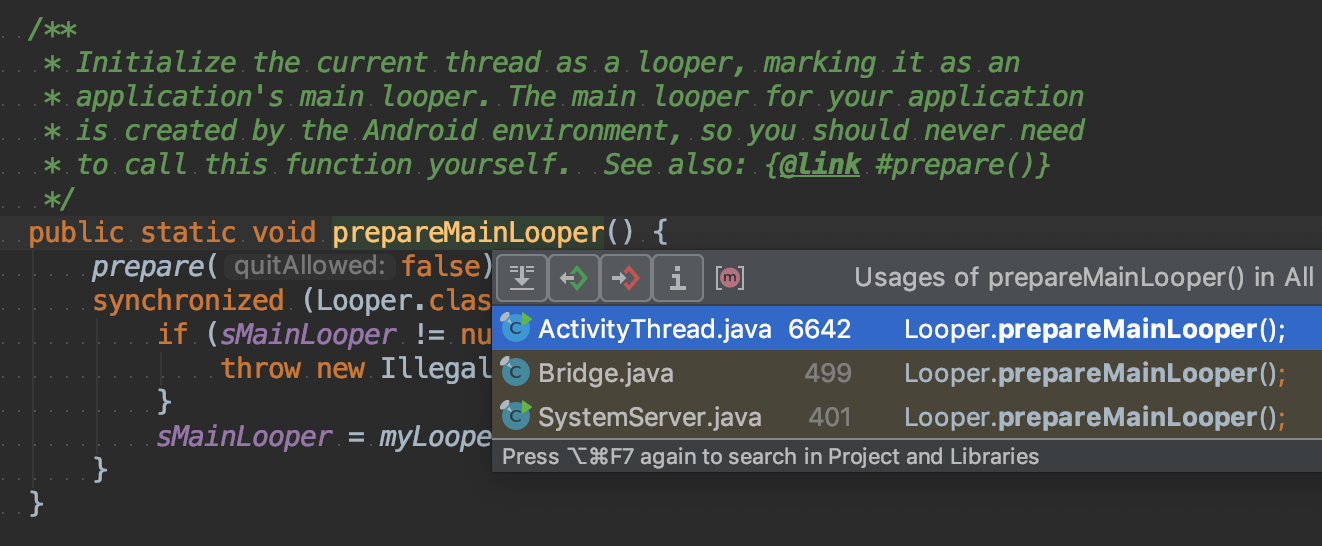 /**
* Initialize the current thread as a looper, marking it as an
* application's main looper. The main looper for your application
* is created by the Android environment, so you should never need
* to call this function yourself.  See also: {@link #prepare()}
*/
public static void prepareMainLooper() {
prepare( quitAllowed: false)
synchronized (Looper.clas
if (sMainLooper != nu
throw new Illegal
}
sMainLooper = myLoope
}
}
Usages of prepareMainLooper() in All
ActivityThread.java 6642 Looper.prepareMainLooper();
Bridge.java 499 Looper.prepareMainLooper();
SystemServer.java 401 Looper.prepareMainLooper();
Press ⌥⌘F7 again to search in Project and Libraries